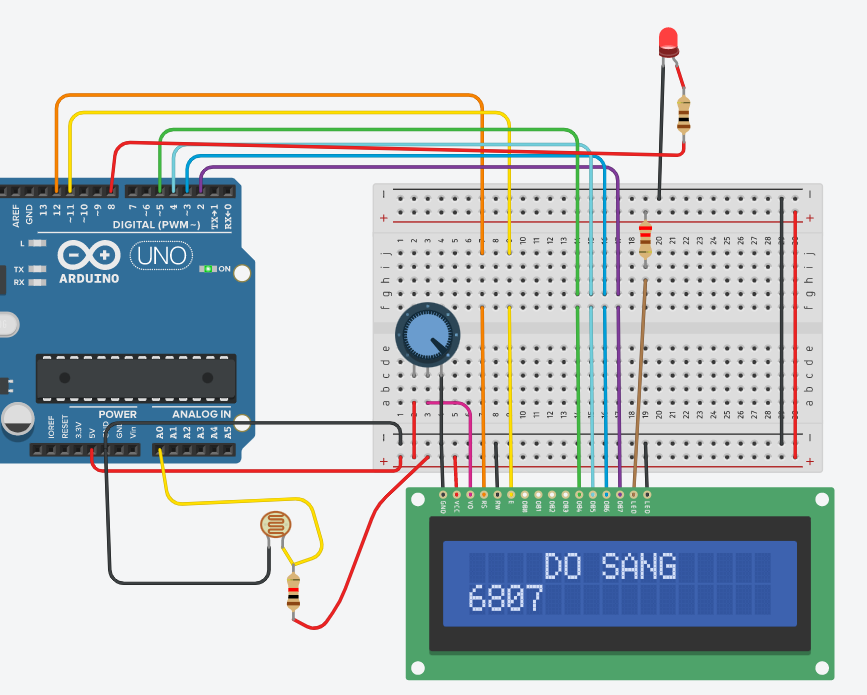 AREF
GND
13
12
~11
~10
~9
8
7
~6
~5
4
~3
2
TX→1
RX←0
DIGITAL (PWM~)
L
TX
RX
ARDUINO
UNO
ON
POWER
ANALOG IN
IOREF
RESET
3.3V
5V
GND
Vin
A0
A1
A2
A3
A4
A5
j
i
h
g
f
e
d
c
b
a
GND
VCC
V0
RS
RW
E
DB0
DB1
DB2
DB3
DB4
DB5
DB6
DB7
LED
LED
DO SANG
6807